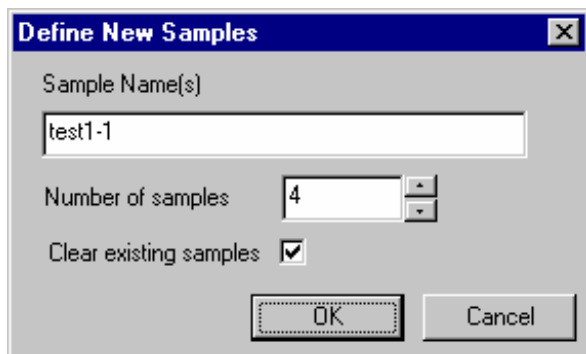 Define New Samples
Sample Name(s)
test1-1
Number of samples 4
Clear existing samples
OK Cancel